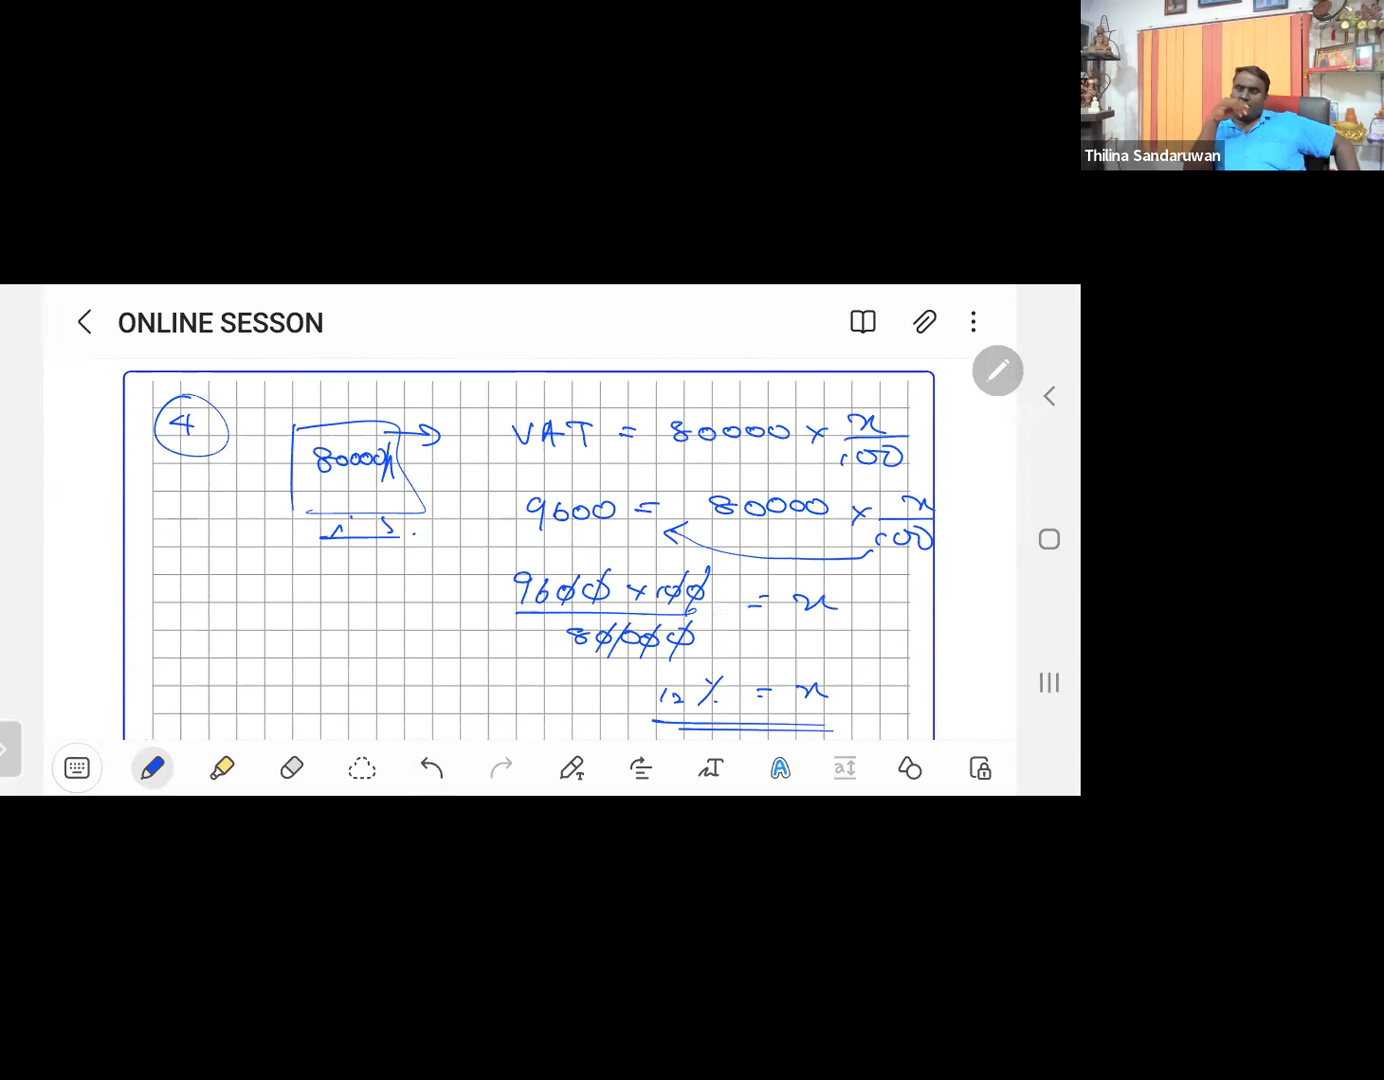 Thilina Sandaruwan
ONLINE SESSON
4
80000/
VAT = 80000 × x/100
9600 = 80000 × x/100
9600 × 100 / 80000 = x
12 % = x